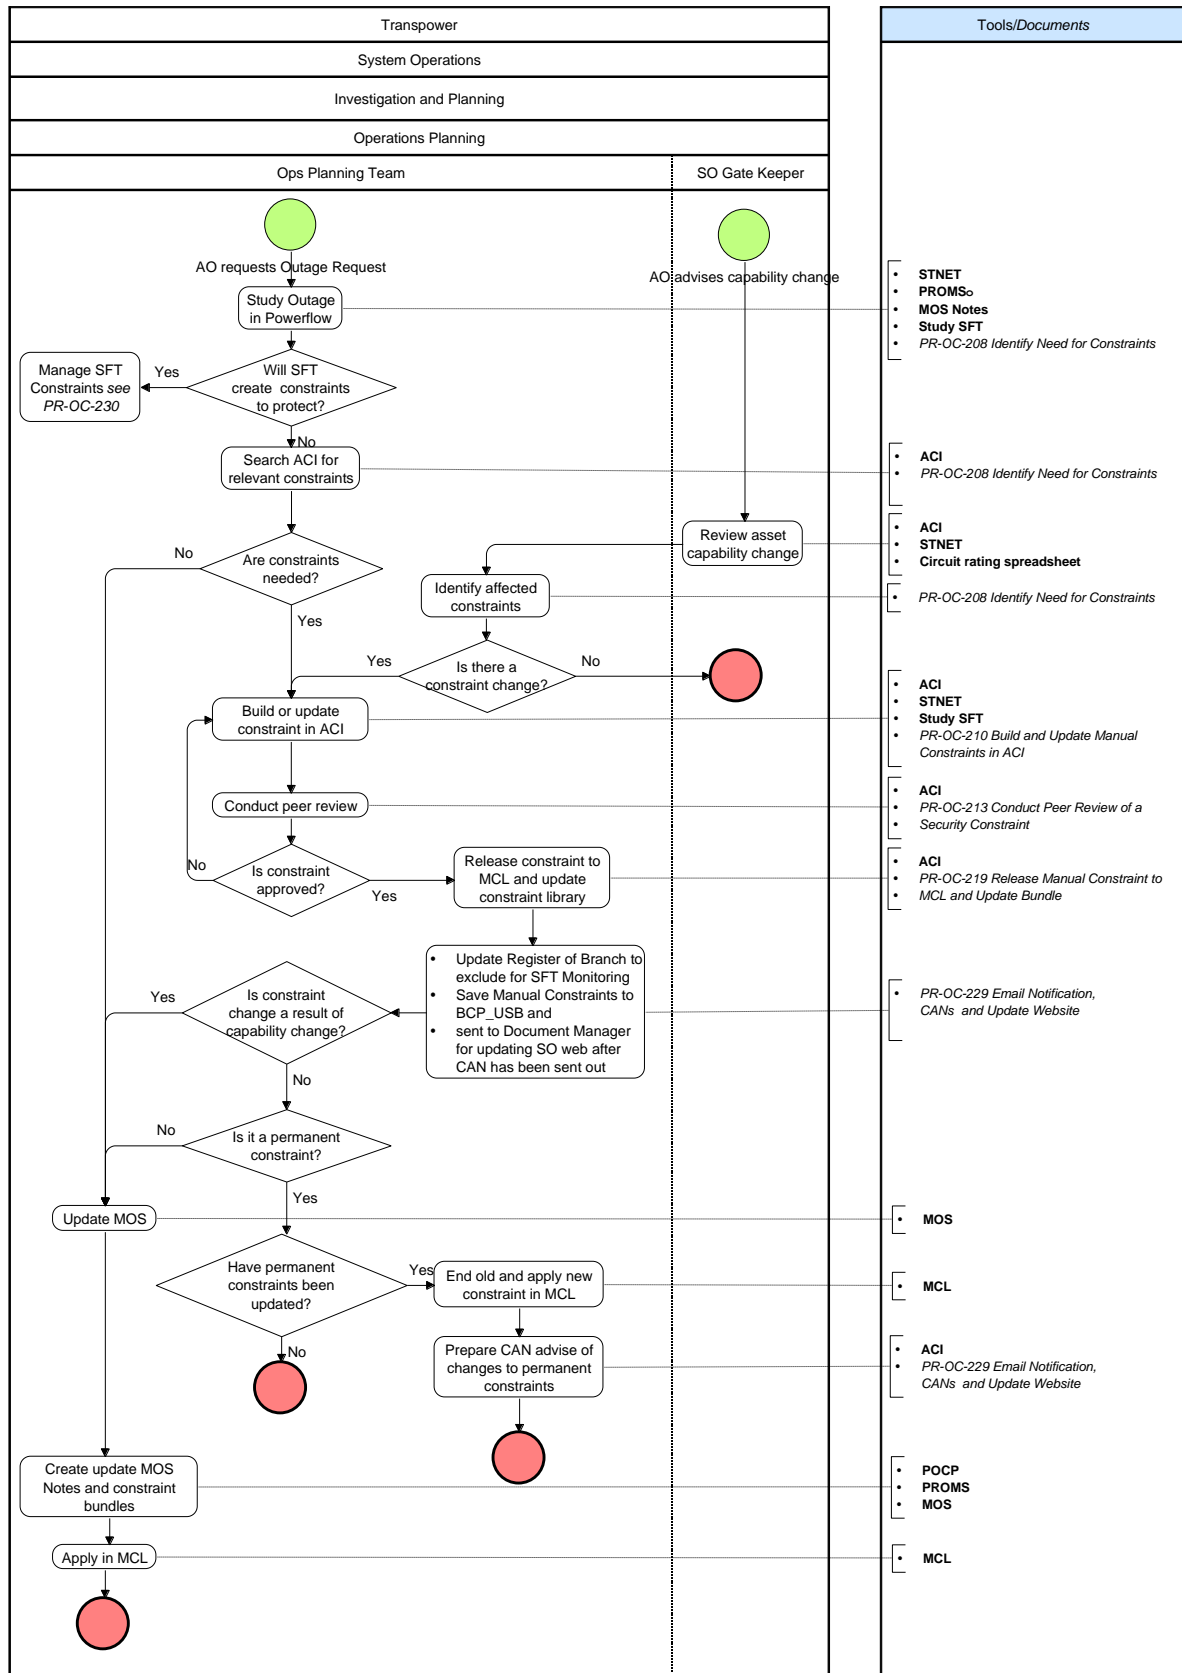 Transpower
Tools/Documents
System Operations
Investigation and Planning
Operations Planning
Ops Planning Team
SO Gate Keeper
AO requests Outage Request
AO advises capability change
Study Outage
in Powerflow
• STNET
• PROMSo
• MOS Notes
• Study SFT
• PR-OC-208 Identify Need for Constraints
Manage SFT
Constraints see
PR-OC-230
Yes
Will SFT
create constraints
to protect?
No
Search ACI for
relevant constraints
• ACI
• PR-OC-208 Identify Need for Constraints
No
Are constraints
needed?
Yes
Review asset
capability change
• ACI
• STNET
• Circuit rating spreadsheet
Identify affected
constraints
• PR-OC-208 Identify Need for Constraints
Yes
Is there a
constraint change?
No
Build or update
constraint in ACI
• ACI
• STNET
• Study SFT
• PR-OC-210 Build and Update Manual
Constraints in ACI
Conduct peer review
• ACI
• PR-OC-213 Conduct Peer Review of a
• Security Constraint
No
Is constraint
approved?
Yes
Release constraint to
MCL and update
constraint library
• ACI
• PR-OC-219 Release Manual Constraint to
• MCL and Update Bundle
Yes
Is constraint
change a result of
capability change?
No
• Update Register of Branch to
exclude for SFT Monitoring
• Save Manual Constraints to
BCP_USB and
• sent to Document Manager
for updating SO web after
CAN has been sent out
• PR-OC-229 Email Notification,
CANs and Update Website
No
Is it a permanent
constraint?
Yes
Update MOS
• MOS
Have permanent
constraints been
updated?
Yes
No
End old and apply new
constraint in MCL
• MCL
Prepare CAN advise of
changes to permanent
constraints
• ACI
• PR-OC-229 Email Notification,
CANs and Update Website
Create update MOS
Notes and constraint
bundles
• POCP
• PROMS
• MOS
Apply in MCL
• MCL